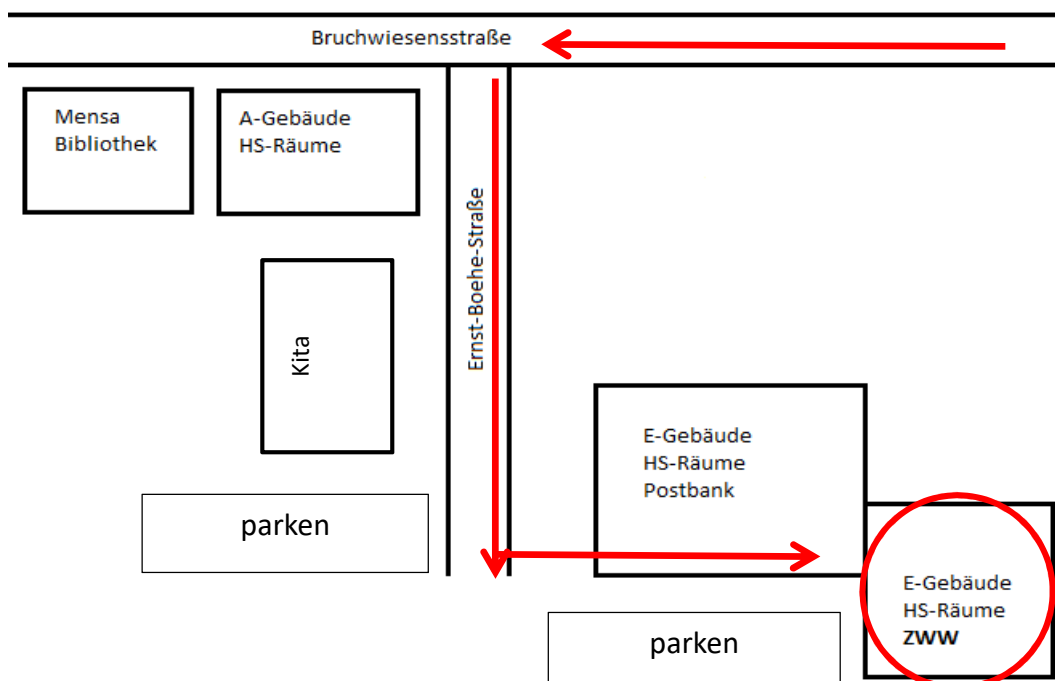 Bruchwiesensstraße
Mensa
Bibliothek
A-Gebäude
HS-Räume
Ernst-Boehe-Straße
Kita
E-Gebäude
HS-Räume
Postbank
parken
E-Gebäude
HS-Räume
ZWW
parken